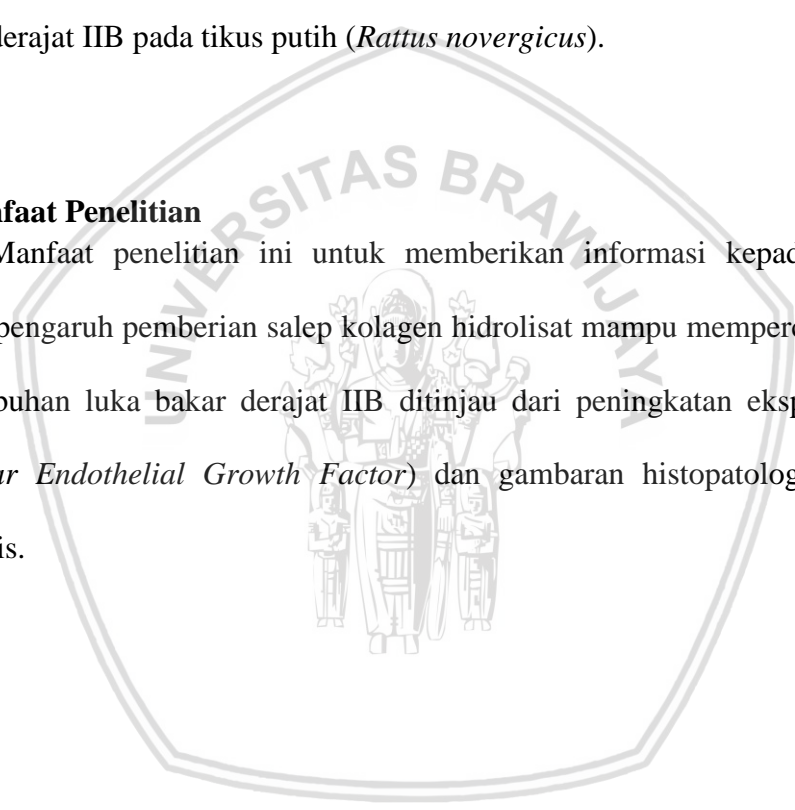 derajat IIB pada tikus putih (Rattus novergicus).
UNIVERSITAS BRAWIJAYA
faat Penelitian
Manfaat penelitian ini untuk memberikan informasi kepad
pengaruh pemberian salep kolagen hidrolisat mampu memperc
buhan luka bakar derajat IIB ditinjau dari peningkatan eksp
ar Endothelial Growth Factor) dan gambaran histopatolog
is.